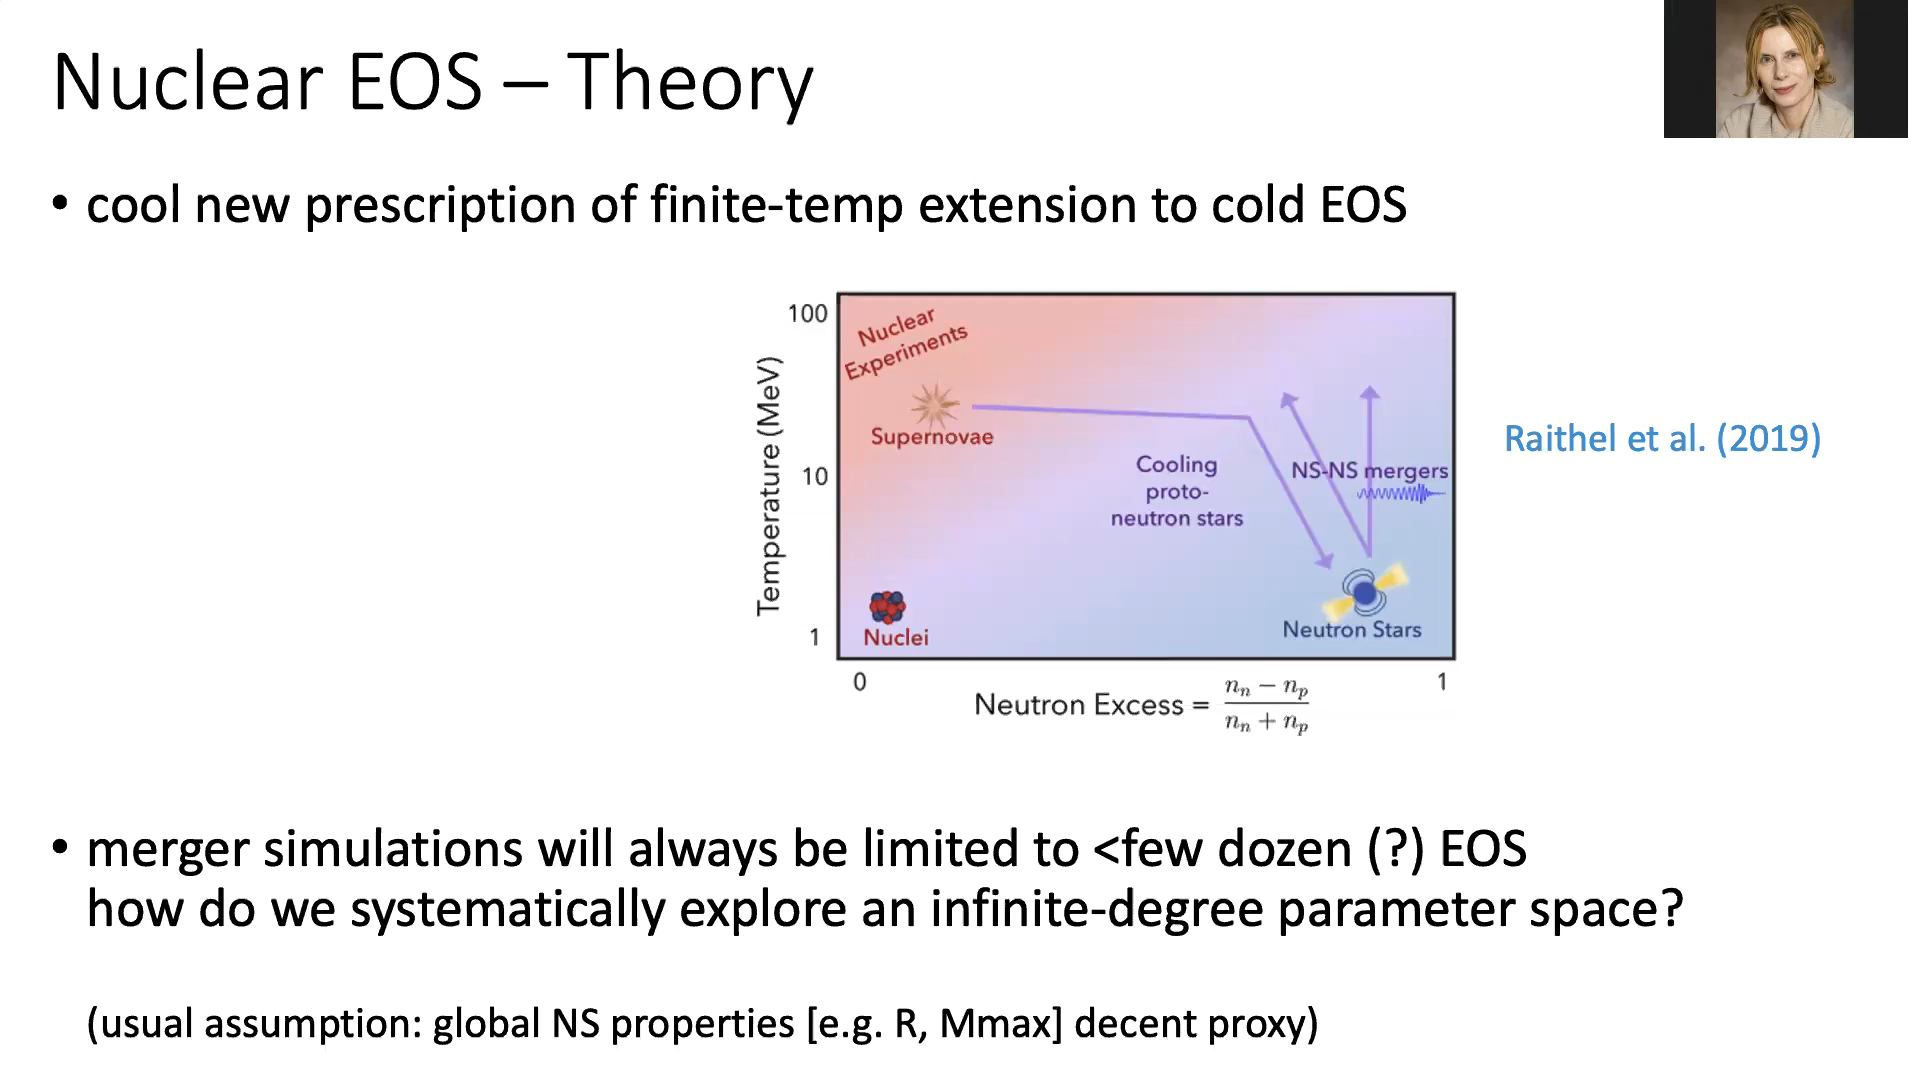 Nuclear EOS – Theory
• cool new prescription of finite-temp extension to cold EOS
100
10
1
Temperature (MeV)
Nuclear
Experiments
Supernovae
Cooling
proto-
neutron stars
NS-NS mergers
Nuclei
Neutron Stars
0
1
Neutron Excess = (n_n − n_p) / (n_n + n_p)
Raithel et al. (2019)
• merger simulations will always be limited to <few dozen (?) EOS
how do we systematically explore an infinite-degree parameter space?
(usual assumption: global NS properties [e.g. R, Mmax] decent proxy)